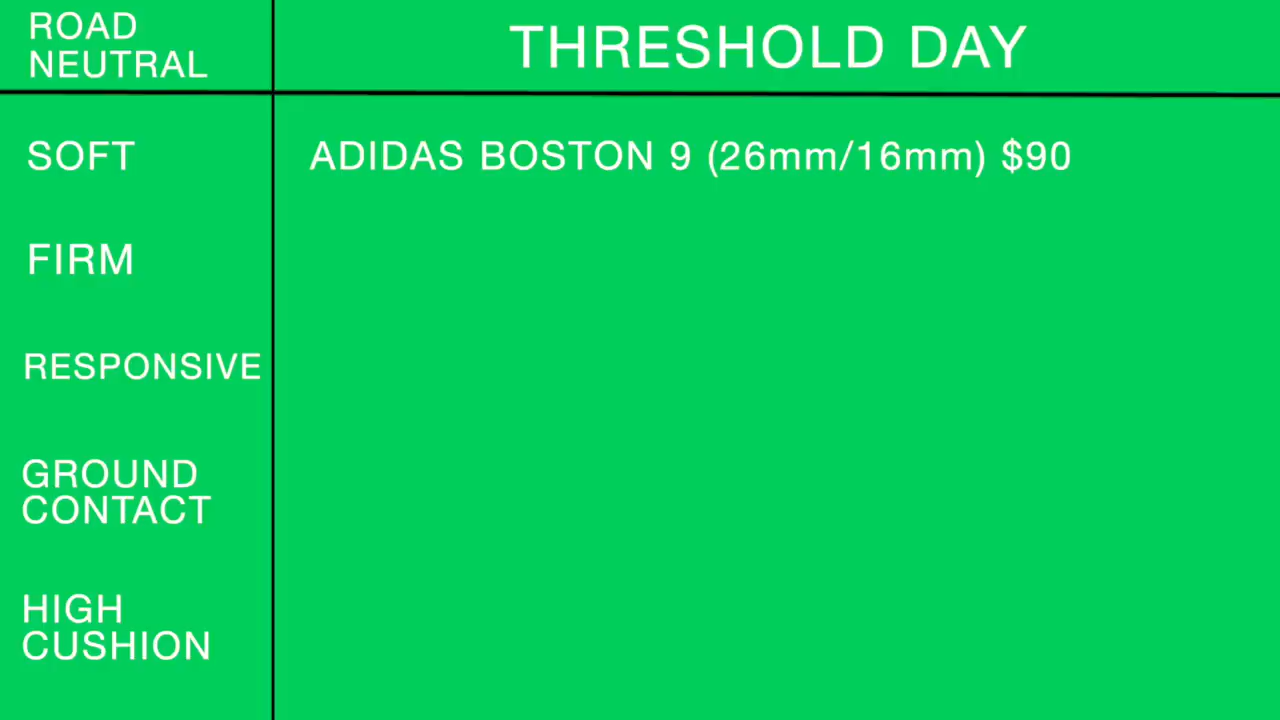 ROAD
NEUTRAL
THRESHOLD DAY
SOFT
ADIDAS BOSTON 9 (26mm/16mm) $90
FIRM
RESPONSIVE
GROUND
CONTACT
HIGH
CUSHION